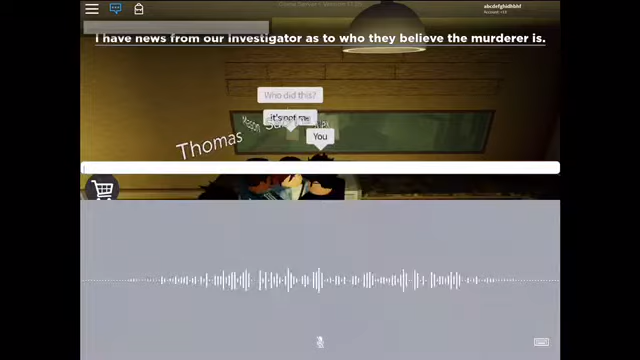 abcdefghidhhhf
I have news from our Investigator as to who they believe the murderer is.
Who did this?
it's not me
Thomas
You